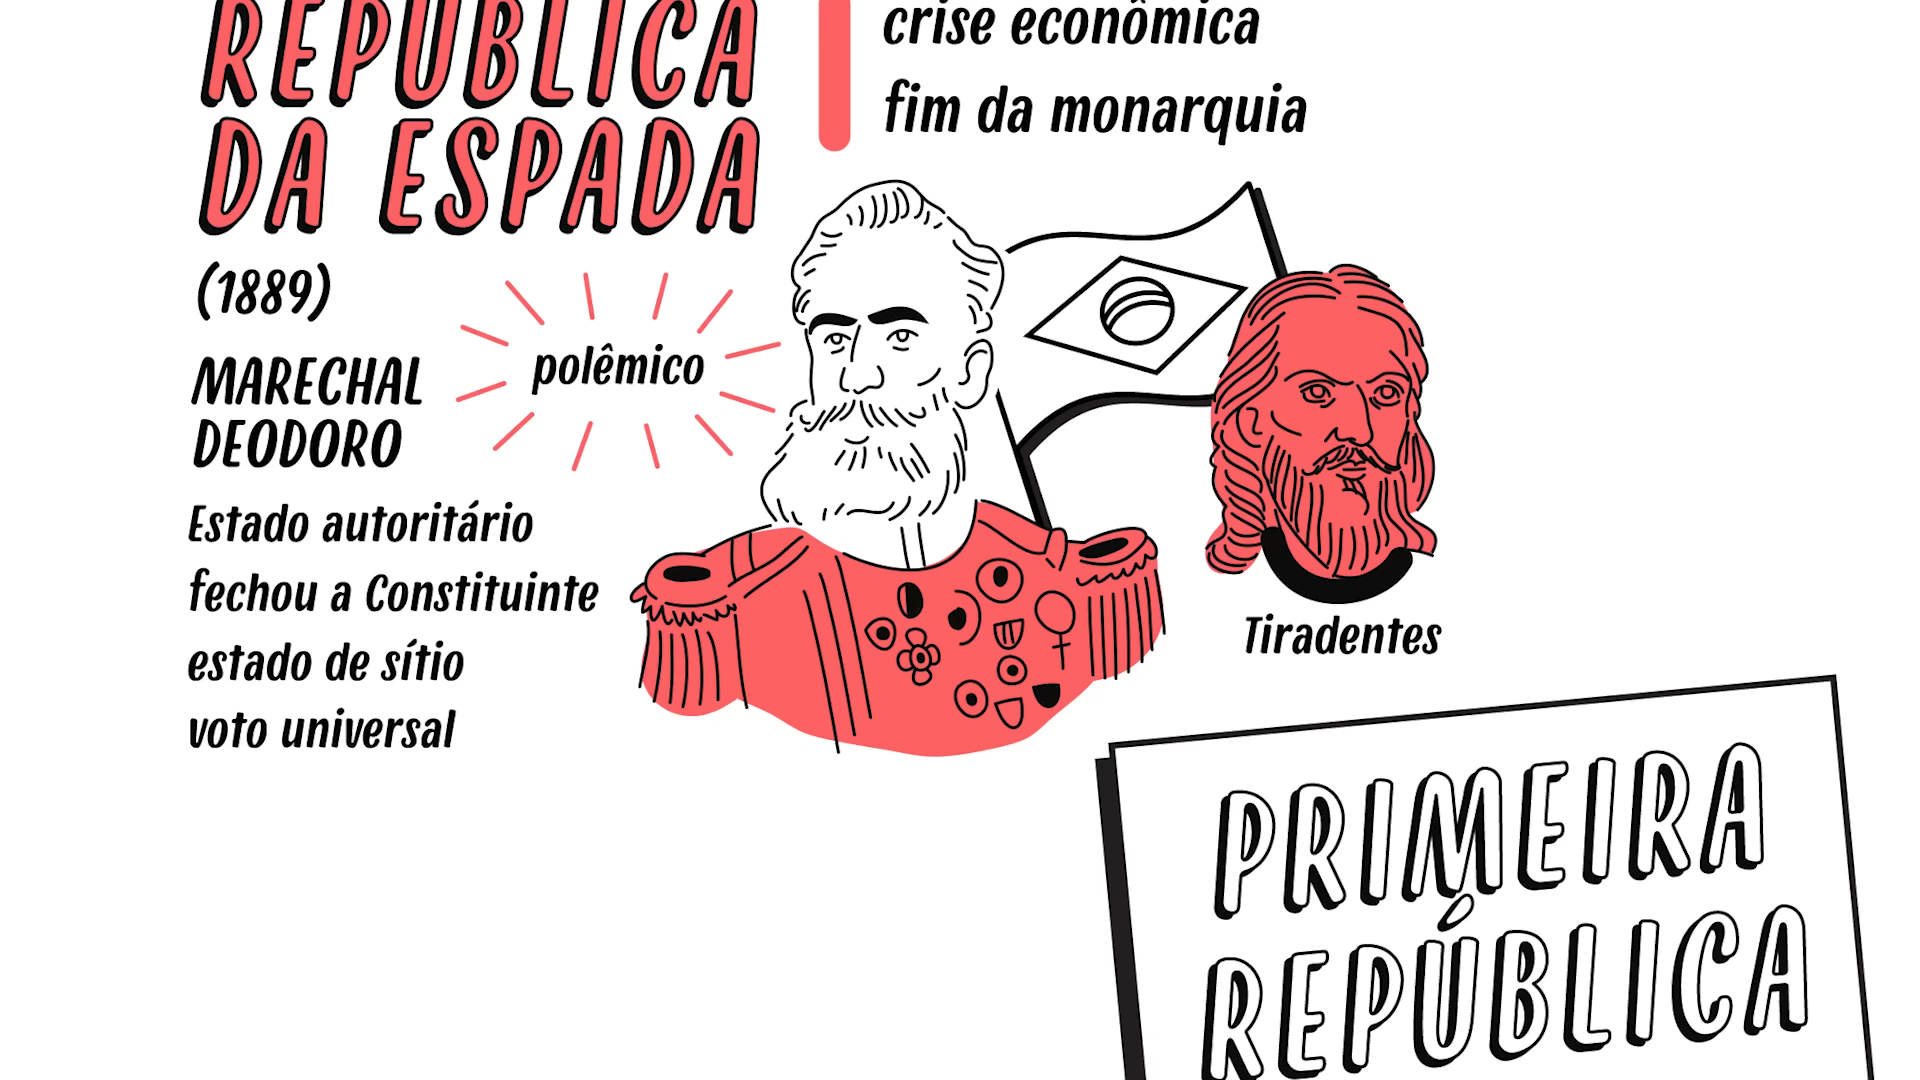 REPÚBLICA
DA ESPADA
(1889)
MARECHAL
DEODORO
polêmico
Estado autoritário
fechou a Constituinte
estado de sítio
voto universal
crise econômica
fim da monarquia
Tiradentes
PRIMEIRA
REPÚBLICA